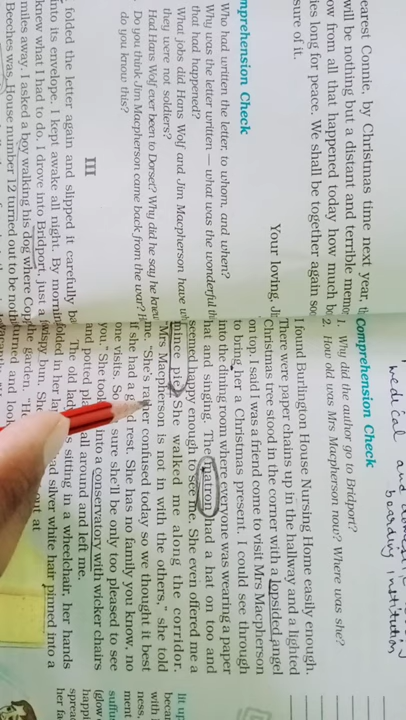 earest Connie, by Christmas time next year,
will be nothing but a distant and terrible
ow from all that happened today how much
ies long for peace. We shall be together again
sure of it.
Your loving,
mprehension Check
Who had written the letter, to whom, and when?
Why was the letter written — what was the wonderful
that had happened?
What jobs did Hans Wolf and Jim Macpherson have
they were not soldiers?
Had Hans Wolf ever been to Dorset? Why did he say he knew
Do you think Jim Macpherson came back from the war?
do you know this?
III
folded the letter again and slipped it carefully
into its envelope. I kept awake all night. By
knew what I had to do. I drove into Bridport, just a
miles away. I asked a boy walking his dog where
Beeches was. House number 12 turned out to be
medical and
boarding institution
Comprehension Check
1. Why did the author go to Bridport?
2. How old was Mrs Macpherson now? Where was she?
I found Burlington House Nursing Home easily enough.
There were paper chains up in the hallway and a lighted
Christmas tree stood in the corner with a lopsided angel
on top. I said I was a friend come to visit Mrs Macpherson
to bring her a Christmas present. I could see through
into the dining room where everyone was wearing a paper
hat and singing. The matron had a hat on too and
seemed happy enough to see me. She even offered me a
mince pie. She walked me along the corridor.
"Mrs Macpherson is not in with the others," she told
me. "She's rather confused today so we thought it best
if she had a good rest. She has no family you know, no
one visits. So sure she'll be only too pleased to see
you." She took into a conservatory with wicker chairs
and potted all around and left me.
The old sitting in a wheelchair, her hands
folded in her silver white hair pinned into a
wispy bun. out at
the garden.